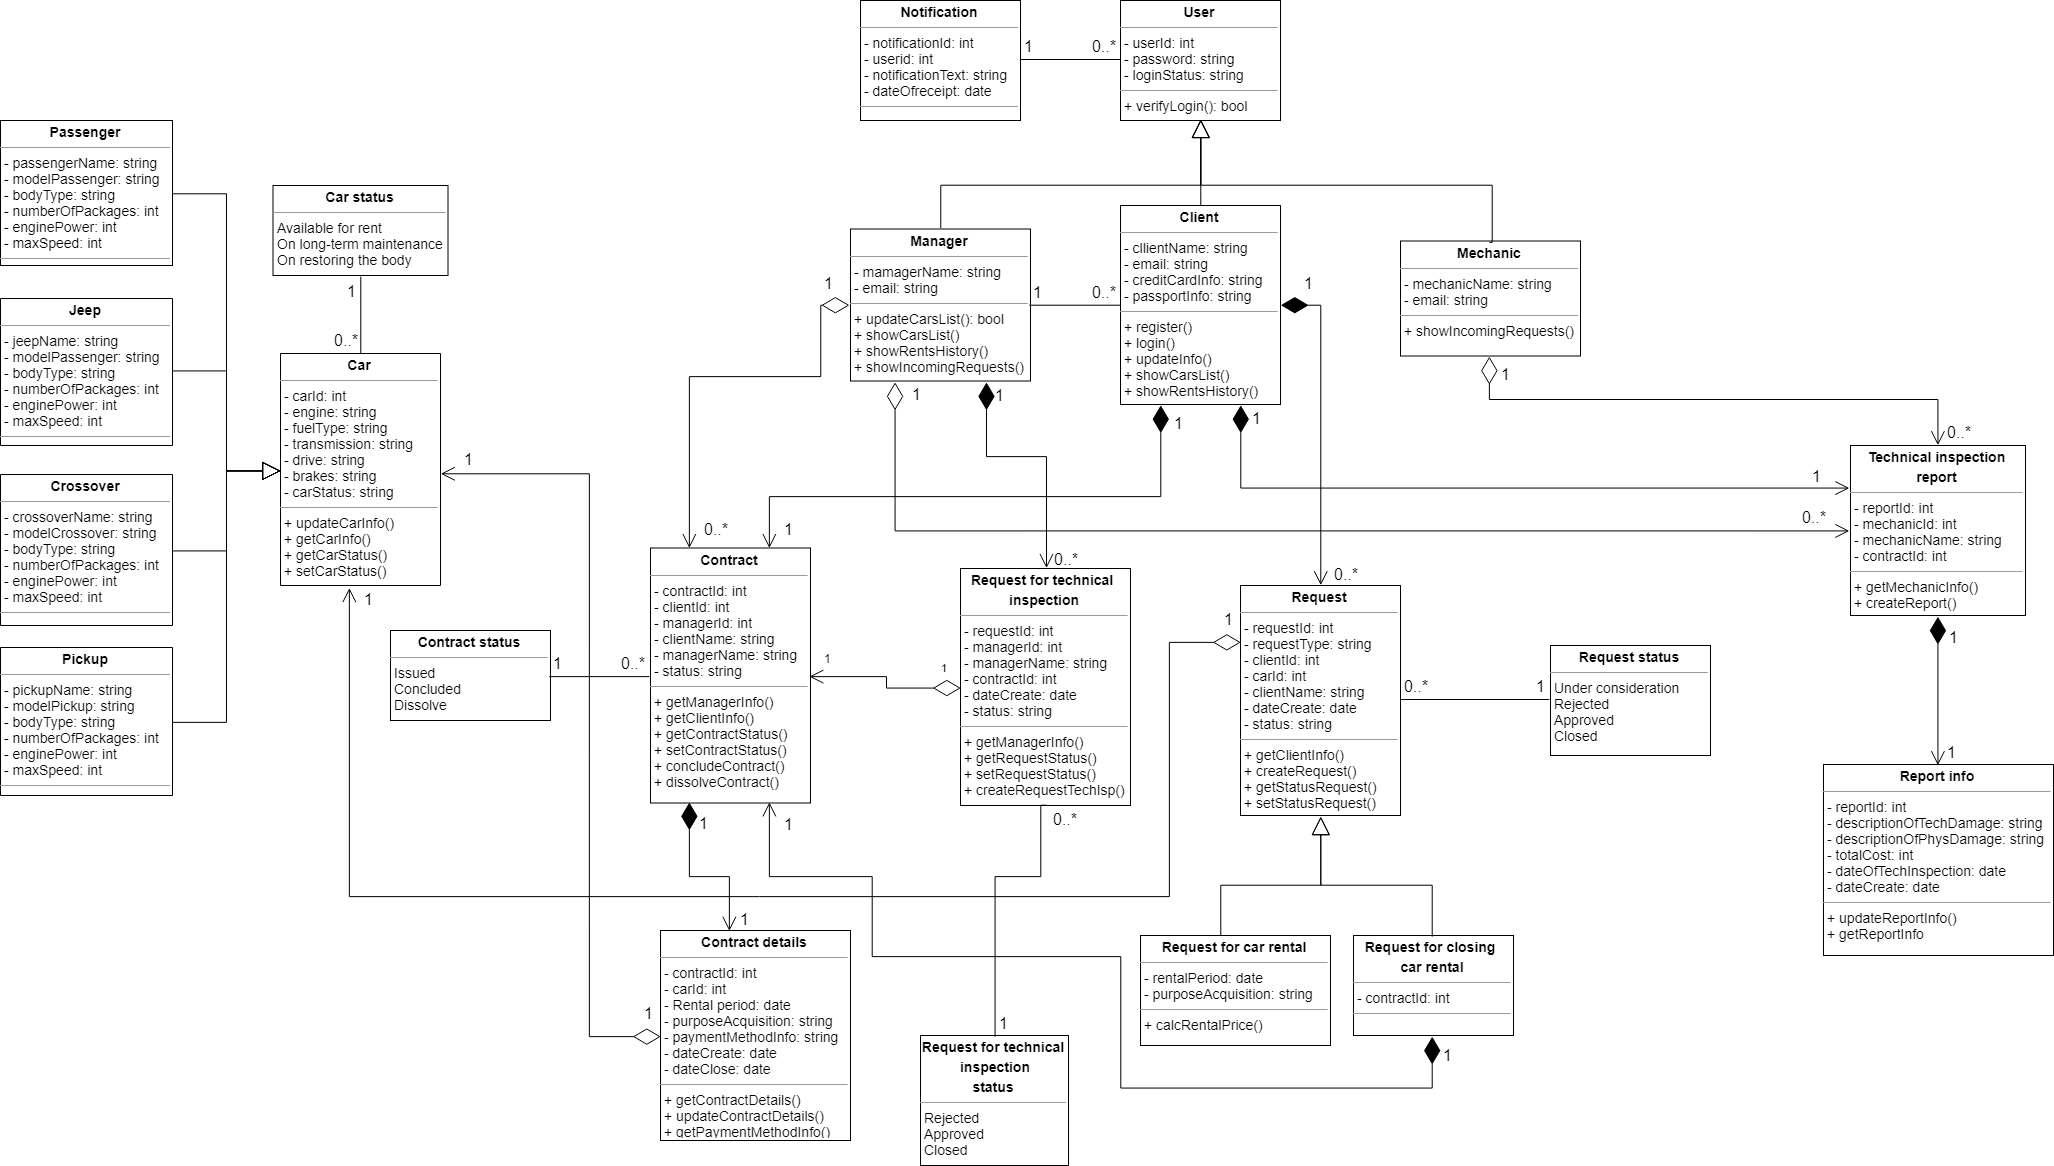 Notification
- notificationId: int
- userid: int
- notificationText: string
- dateOfreceipt: date
1
0..*
User
- userId: int
- password: string
- loginStatus: string
+ verifyLogin(): bool
Passenger
- passengerName: string
- modelPassenger: string
- bodyType: string
- numberOfPackages: int
- enginePower: int
- maxSpeed: int
Jeep
- jeepName: string
- modelPassenger: string
- bodyType: string
- numberOfPackages: int
- enginePower: int
- maxSpeed: int
Crossover
- crossoverName: string
- modelCrossover: string
- bodyType: string
- numberOfPackages: int
- enginePower: int
- maxSpeed: int
Pickup
- pickupName: string
- modelPickup: string
- bodyType: string
- numberOfPackages: int
- enginePower: int
- maxSpeed: int
Car status
Available for rent
On long-term maintenance
On restoring the body
1
0..*
Car
- carId: int
- engine: string
- fuelType: string
- transmission: string
- drive: string
- brakes: string
- carStatus: string
+ updateCarInfo()
+ getCarInfo()
+ getCarStatus()
+ setCarStatus()
1
1
Manager
- mamagerName: string
- email: string
+ updateCarsList(): bool
+ showCarsList()
+ showRentsHistory()
+ showIncomingRequests()
1
1
0..*
1
1
Client
- cllientName: string
- email: string
- creditCardInfo: string
- passportInfo: string
+ register()
+ login()
+ updateInfo()
+ showCarsList()
+ showRentsHistory()
1
1
1
Mechanic
- mechanicName: string
- email: string
+ showIncomingRequests()
1
0..*
1
0..*
Technical inspection
report
- reportId: int
- mechanicId: int
- mechanicName: string
- contractId: int
+ getMechanicInfo()
+ createReport()
1
1
Report info
- reportId: int
- descriptionOfTechDamage: string
- descriptionOfPhysDamage: string
- totalCost: int
- dateOfTechInspection: date
- dateCreate: date
+ updateReportInfo()
+ getReportInfo
Contract status
Issued
Concluded
Dissolve
1
0..*
0..*
1
Contract
- contractId: int
- clientId: int
- managerId: int
- clientName: string
- managerName: string
- status: string
+ getManagerInfo()
+ getClientInfo()
+ getContractStatus()
+ setContractStatus()
+ concludeContract()
+ dissolveContract()
1
1
1
1
0..*
Request for technical
inspection
- requestId: int
- managerId: int
- managerName: string
- contractId: int
- dateCreate: date
- status: string
+ getManagerInfo()
+ getRequestStatus()
+ setRequestStatus()
+ createRequestTechIsp()
0..*
0..*
1
Request
- requestId: int
- requestType: string
- clientId: int
- carId: int
- clientName: string
- dateCreate: date
- status: string
+ getClientInfo()
+ createRequest()
+ getStatusRequest()
+ setStatusRequest()
0..*
1
Request status
Under consideration
Rejected
Approved
Closed
1
Contract details
- contractId: int
- carId: int
- Rental period: date
- purposeAcquisition: string
- paymentMethodInfo: string
- dateCreate: date
- dateClose: date
+ getContractDetails()
+ updateContractDetails()
+ getPaymentMethodInfo()
1
1
Request for technical
inspection
status
Rejected
Approved
Closed
Request for car rental
- rentalPeriod: date
- purposeAcquisition: string
+ calcRentalPrice()
Request for closing
car rental
- contractId: int
1